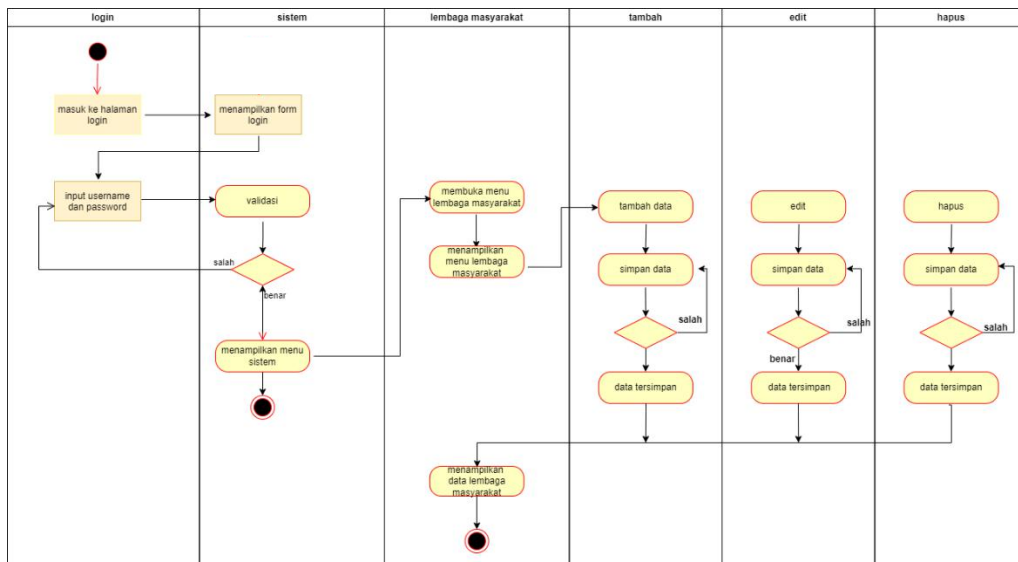 login
sistem
lembaga masyarakat
tambah
edit
hapus
masuk ke halaman
login
menampilkan form
login
input username
dan password
validasi
salah
benar
menampilkan menu
sistem
membuka menu
lembaga masyarakat
menampilkan
menu lembaga
masyarakat
tambah data
simpan data
salah
data tersimpan
edit
simpan data
salah
benar
data tersimpan
hapus
simpan data
salah
data tersimpan
menampilkan
data lembaga
masyarakat